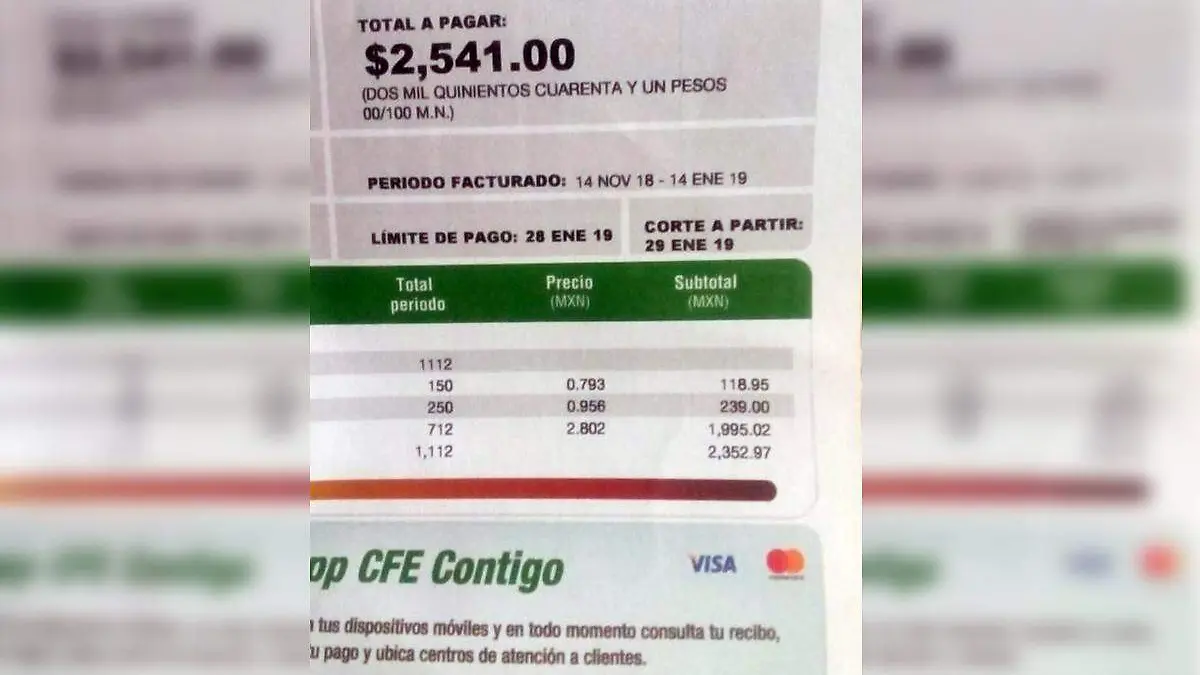 TOTAL A PAGAR:
$2,541.00
(DOS MIL QUINIENTOS CUARENTA Y UN PESOS
00/100 M.N.)
PERIODO FACTURADO: 14 NOV 18 - 14 ENE 19
LÍMITE DE PAGO: 28 ENE 19
CORTE A PARTIR:
29 ENE 19
Total periodo Precio (MXN) Subtotal (MXN)
1112
150 0.793 118.95
250 0.956 239.00
712 2.802 1,995.02
1,112 2,352.97
pp CFE Contigo VISA
tus dispositivos móviles y en todo momento consulta tu recibo,
u pago y ubica centros de atención a clientes.